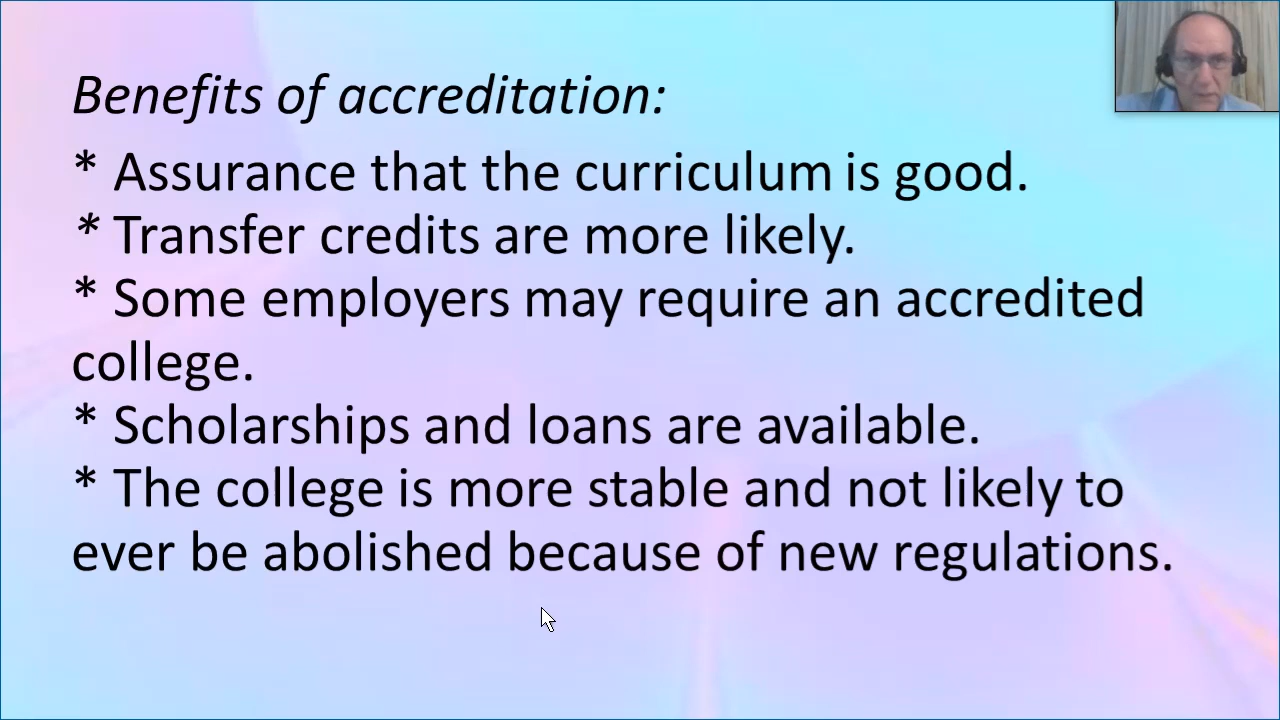 Benefits of accreditation:
* Assurance that the curriculum is good.
* Transfer credits are more likely.
* Some employers may require an accredited
college.
* Scholarships and loans are available.
* The college is more stable and not likely to
ever be abolished because of new regulations.